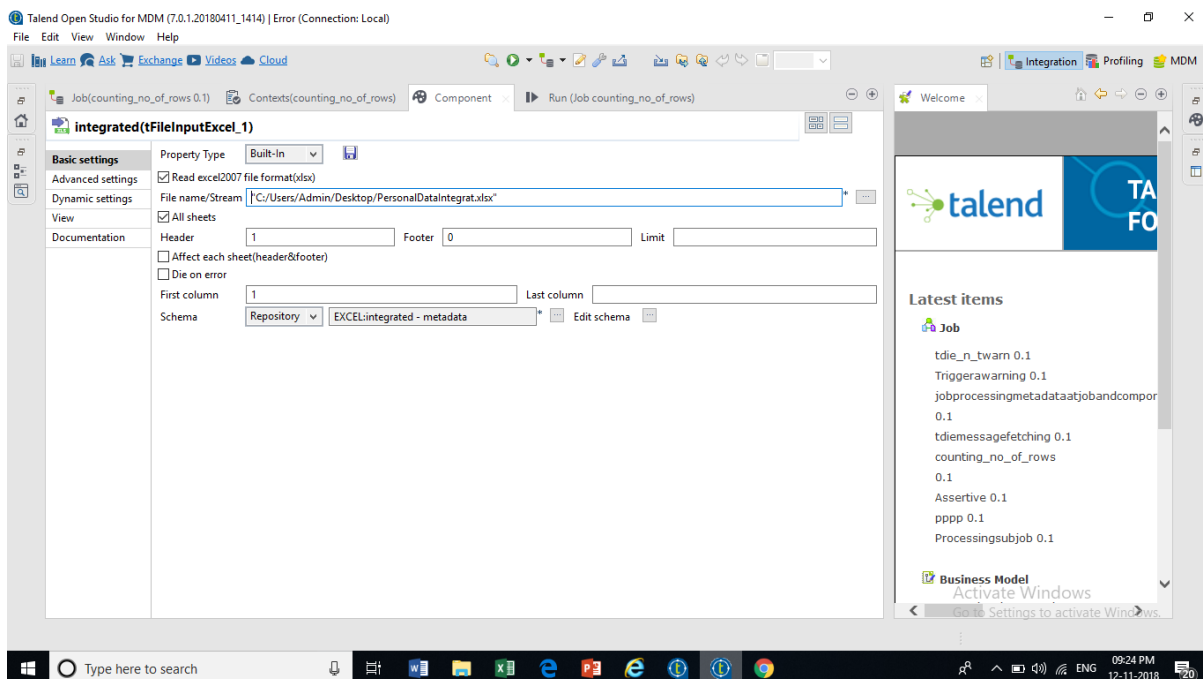 Talend Open Studio for MDM (7.0.1.20180411_1414) | Error (Connection: Local)
File Edit View Window Help
Learn Ask Exchange Videos Cloud
Integration Profiling MDM
Job(counting_no_of_rows 0.1) Contexts(counting_no_of_rows) Component Run (Job counting_no_of_rows)
Welcome
integrated(tFileInputExcel_1)
Basic settings
Advanced settings
Dynamic settings
View
Documentation
Property Type Built-In
Read excel2007 file format(xlsx)
File name/Stream "C:/Users/Admin/Desktop/PersonalDataIntegrat.xlsx" *
All sheets
Header 1 Footer 0 Limit
Affect each sheet(header&footer)
Die on error
First column 1 Last column
Schema Repository EXCEL:integrated - metadata * Edit schema
talend
TA
FO
Latest items
Job
tdie_n_twarn 0.1
Triggerawarning 0.1
jobprocessingmetadataatjobandcompor
0.1
tdiemessagefetching 0.1
counting_no_of_rows
0.1
Assertive 0.1
pppp 0.1
Processingsubjob 0.1
Business Model
Activate Windows
Go to Settings to activate Windows.
Type here to search
ENG
09:24 PM
12-11-2018
20